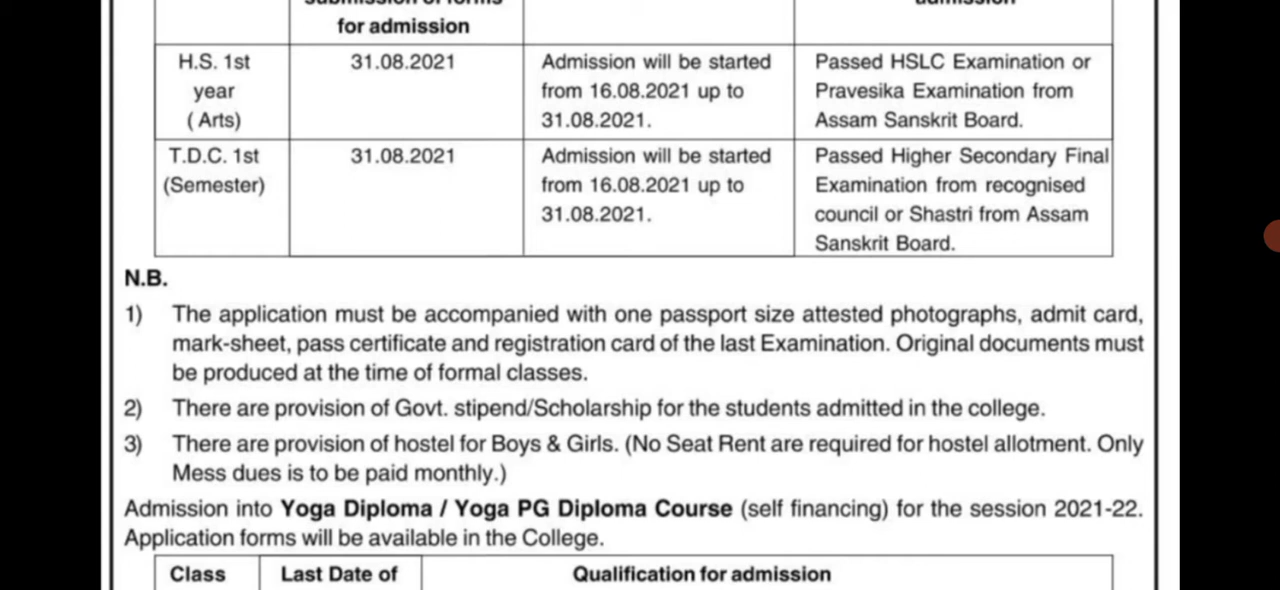 submission of forms
admission
for admission
H.S. 1st
year
( Arts)
31.08.2021
Admission will be started
from 16.08.2021 up to
31.08.2021.
Passed HSLC Examination or
Pravesika Examination from
Assam Sanskrit Board.
T.D.C. 1st
(Semester)
31.08.2021
Admission will be started
from 16.08.2021 up to
31.08.2021.
Passed Higher Secondary Final
Examination from recognised
council or Shastri from Assam
Sanskrit Board.
N.B.
1) The application must be accompanied with one passport size attested photographs, admit card,
mark-sheet, pass certificate and registration card of the last Examination. Original documents must
be produced at the time of formal classes.
2) There are provision of Govt. stipend/Scholarship for the students admitted in the college.
3) There are provision of hostel for Boys & Girls. (No Seat Rent are required for hostel allotment. Only
Mess dues is to be paid monthly.)
Admission into Yoga Diploma / Yoga PG Diploma Course (self financing) for the session 2021-22.
Application forms will be available in the College.
Class
Last Date of
Qualification for admission